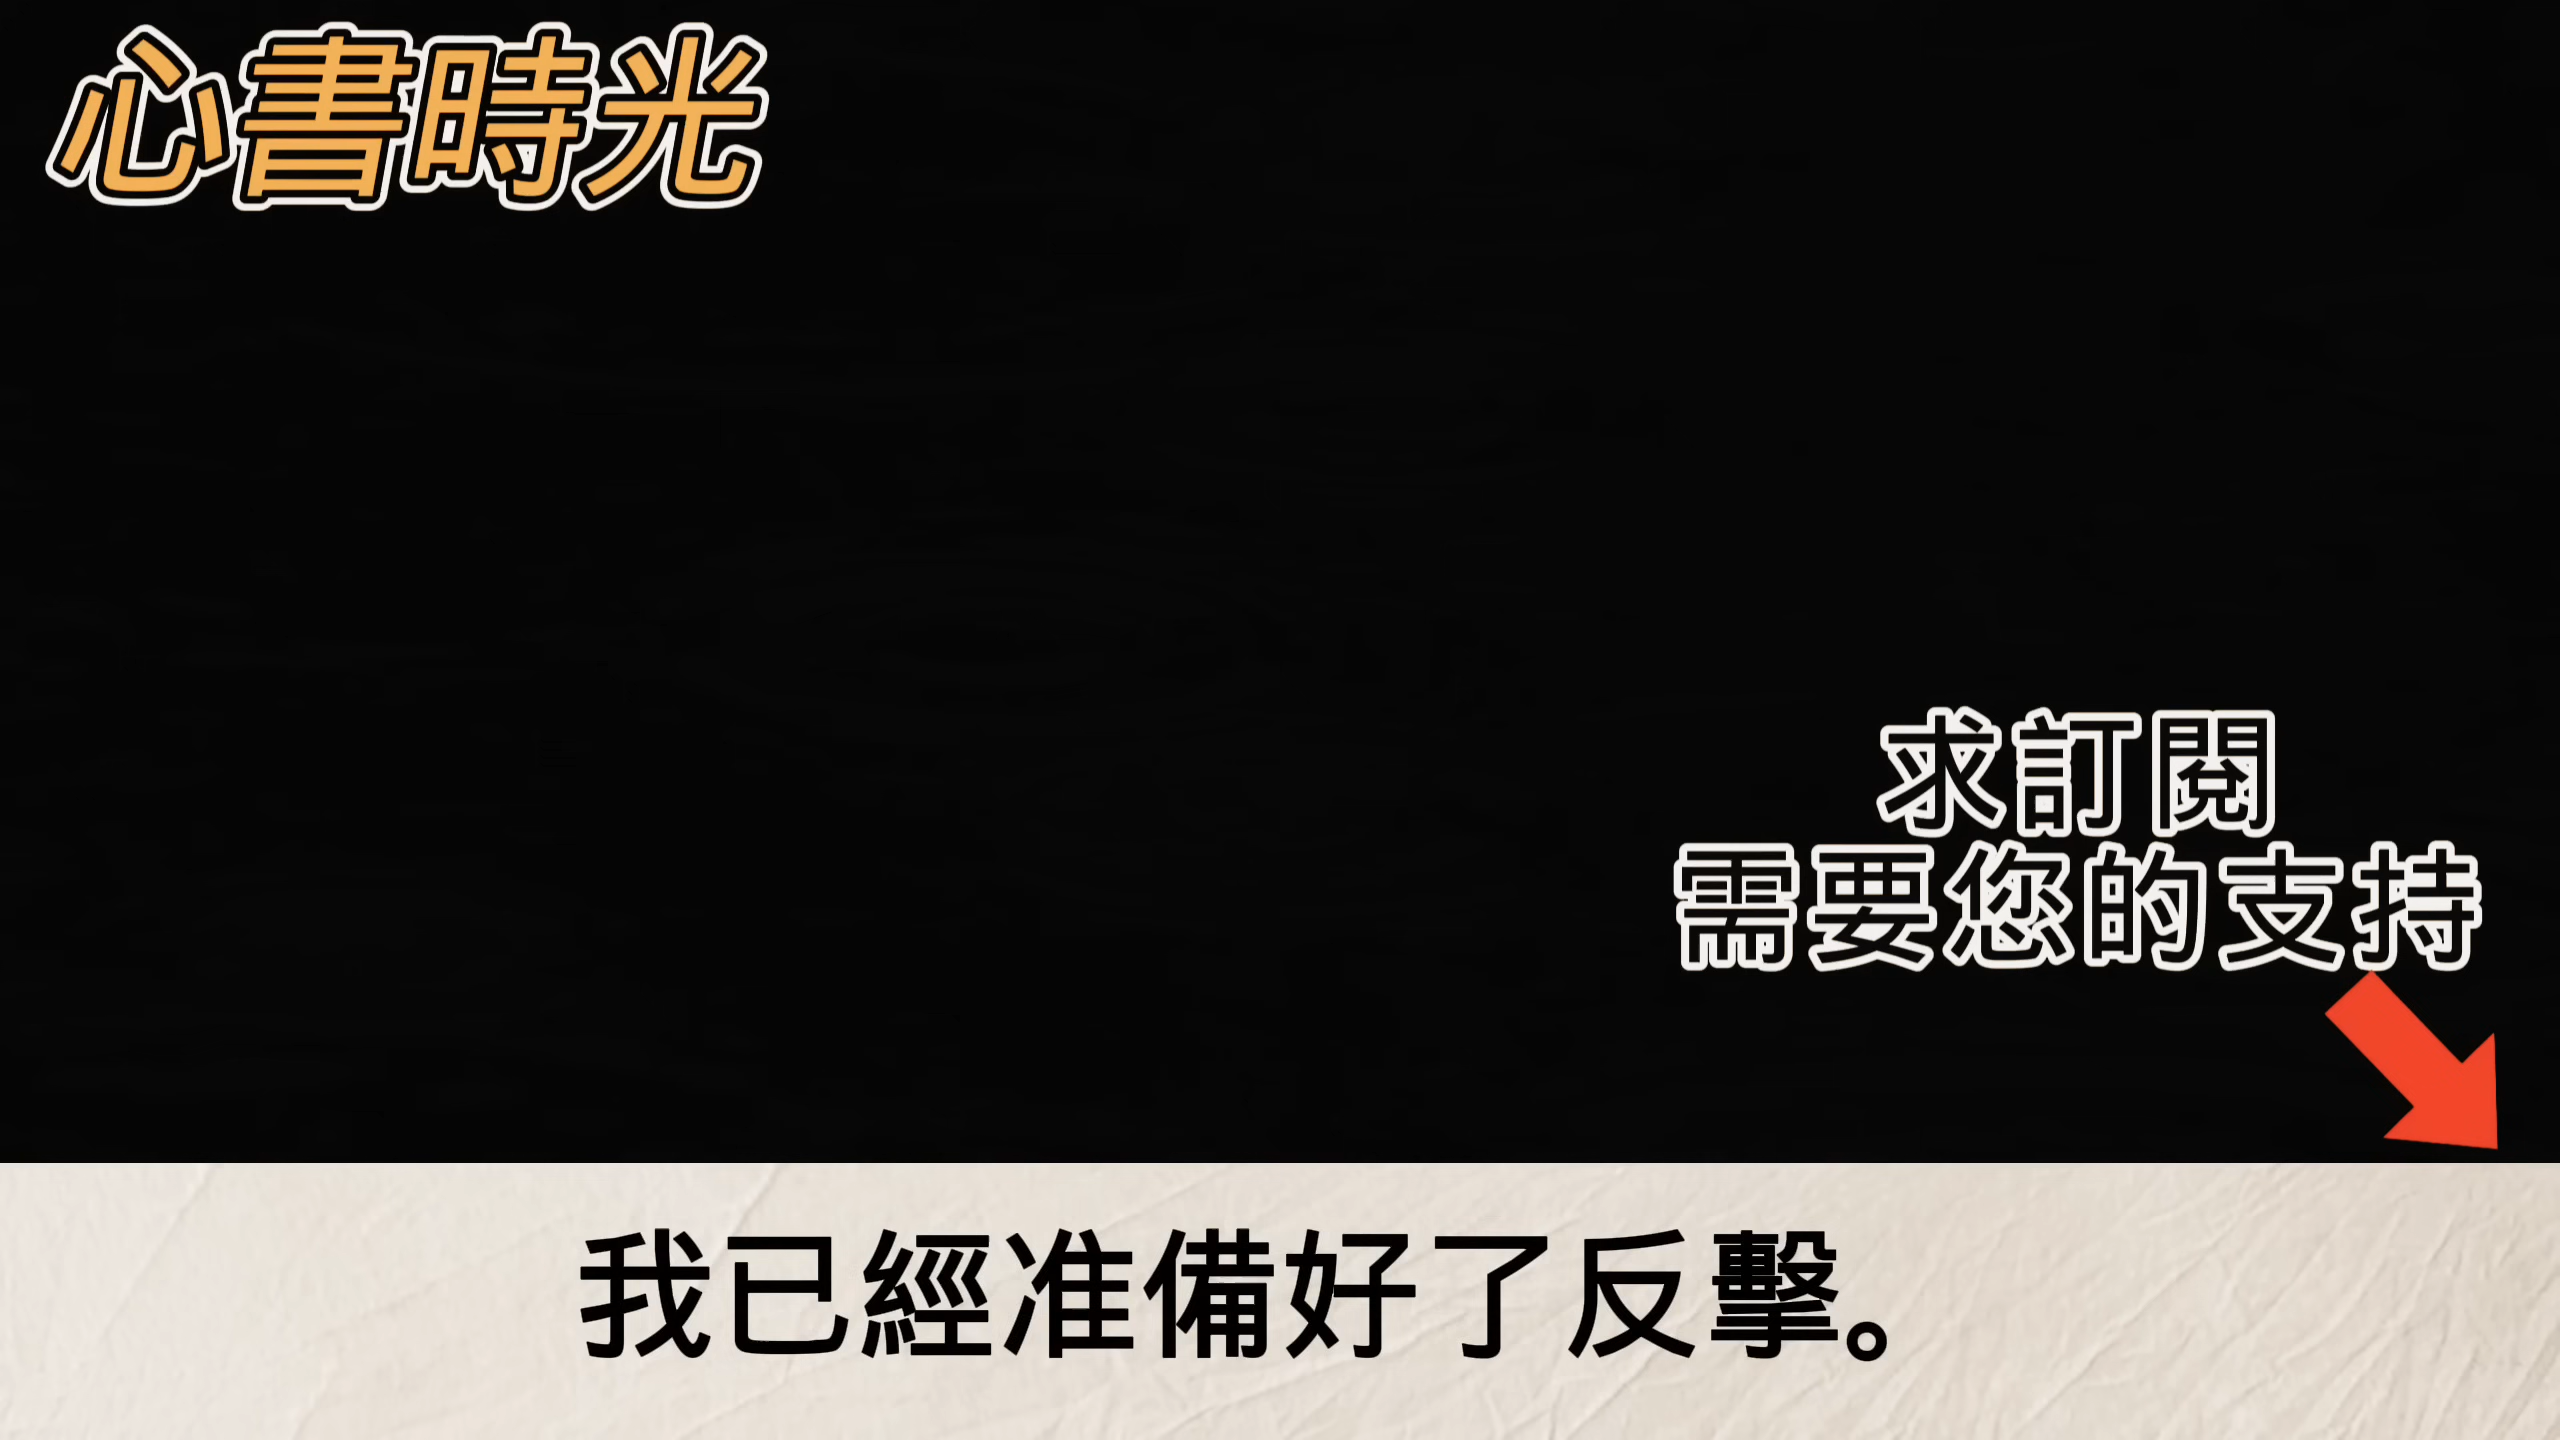 心書時光
求訂閱
需要您的支持
我已經准備好了反擊。